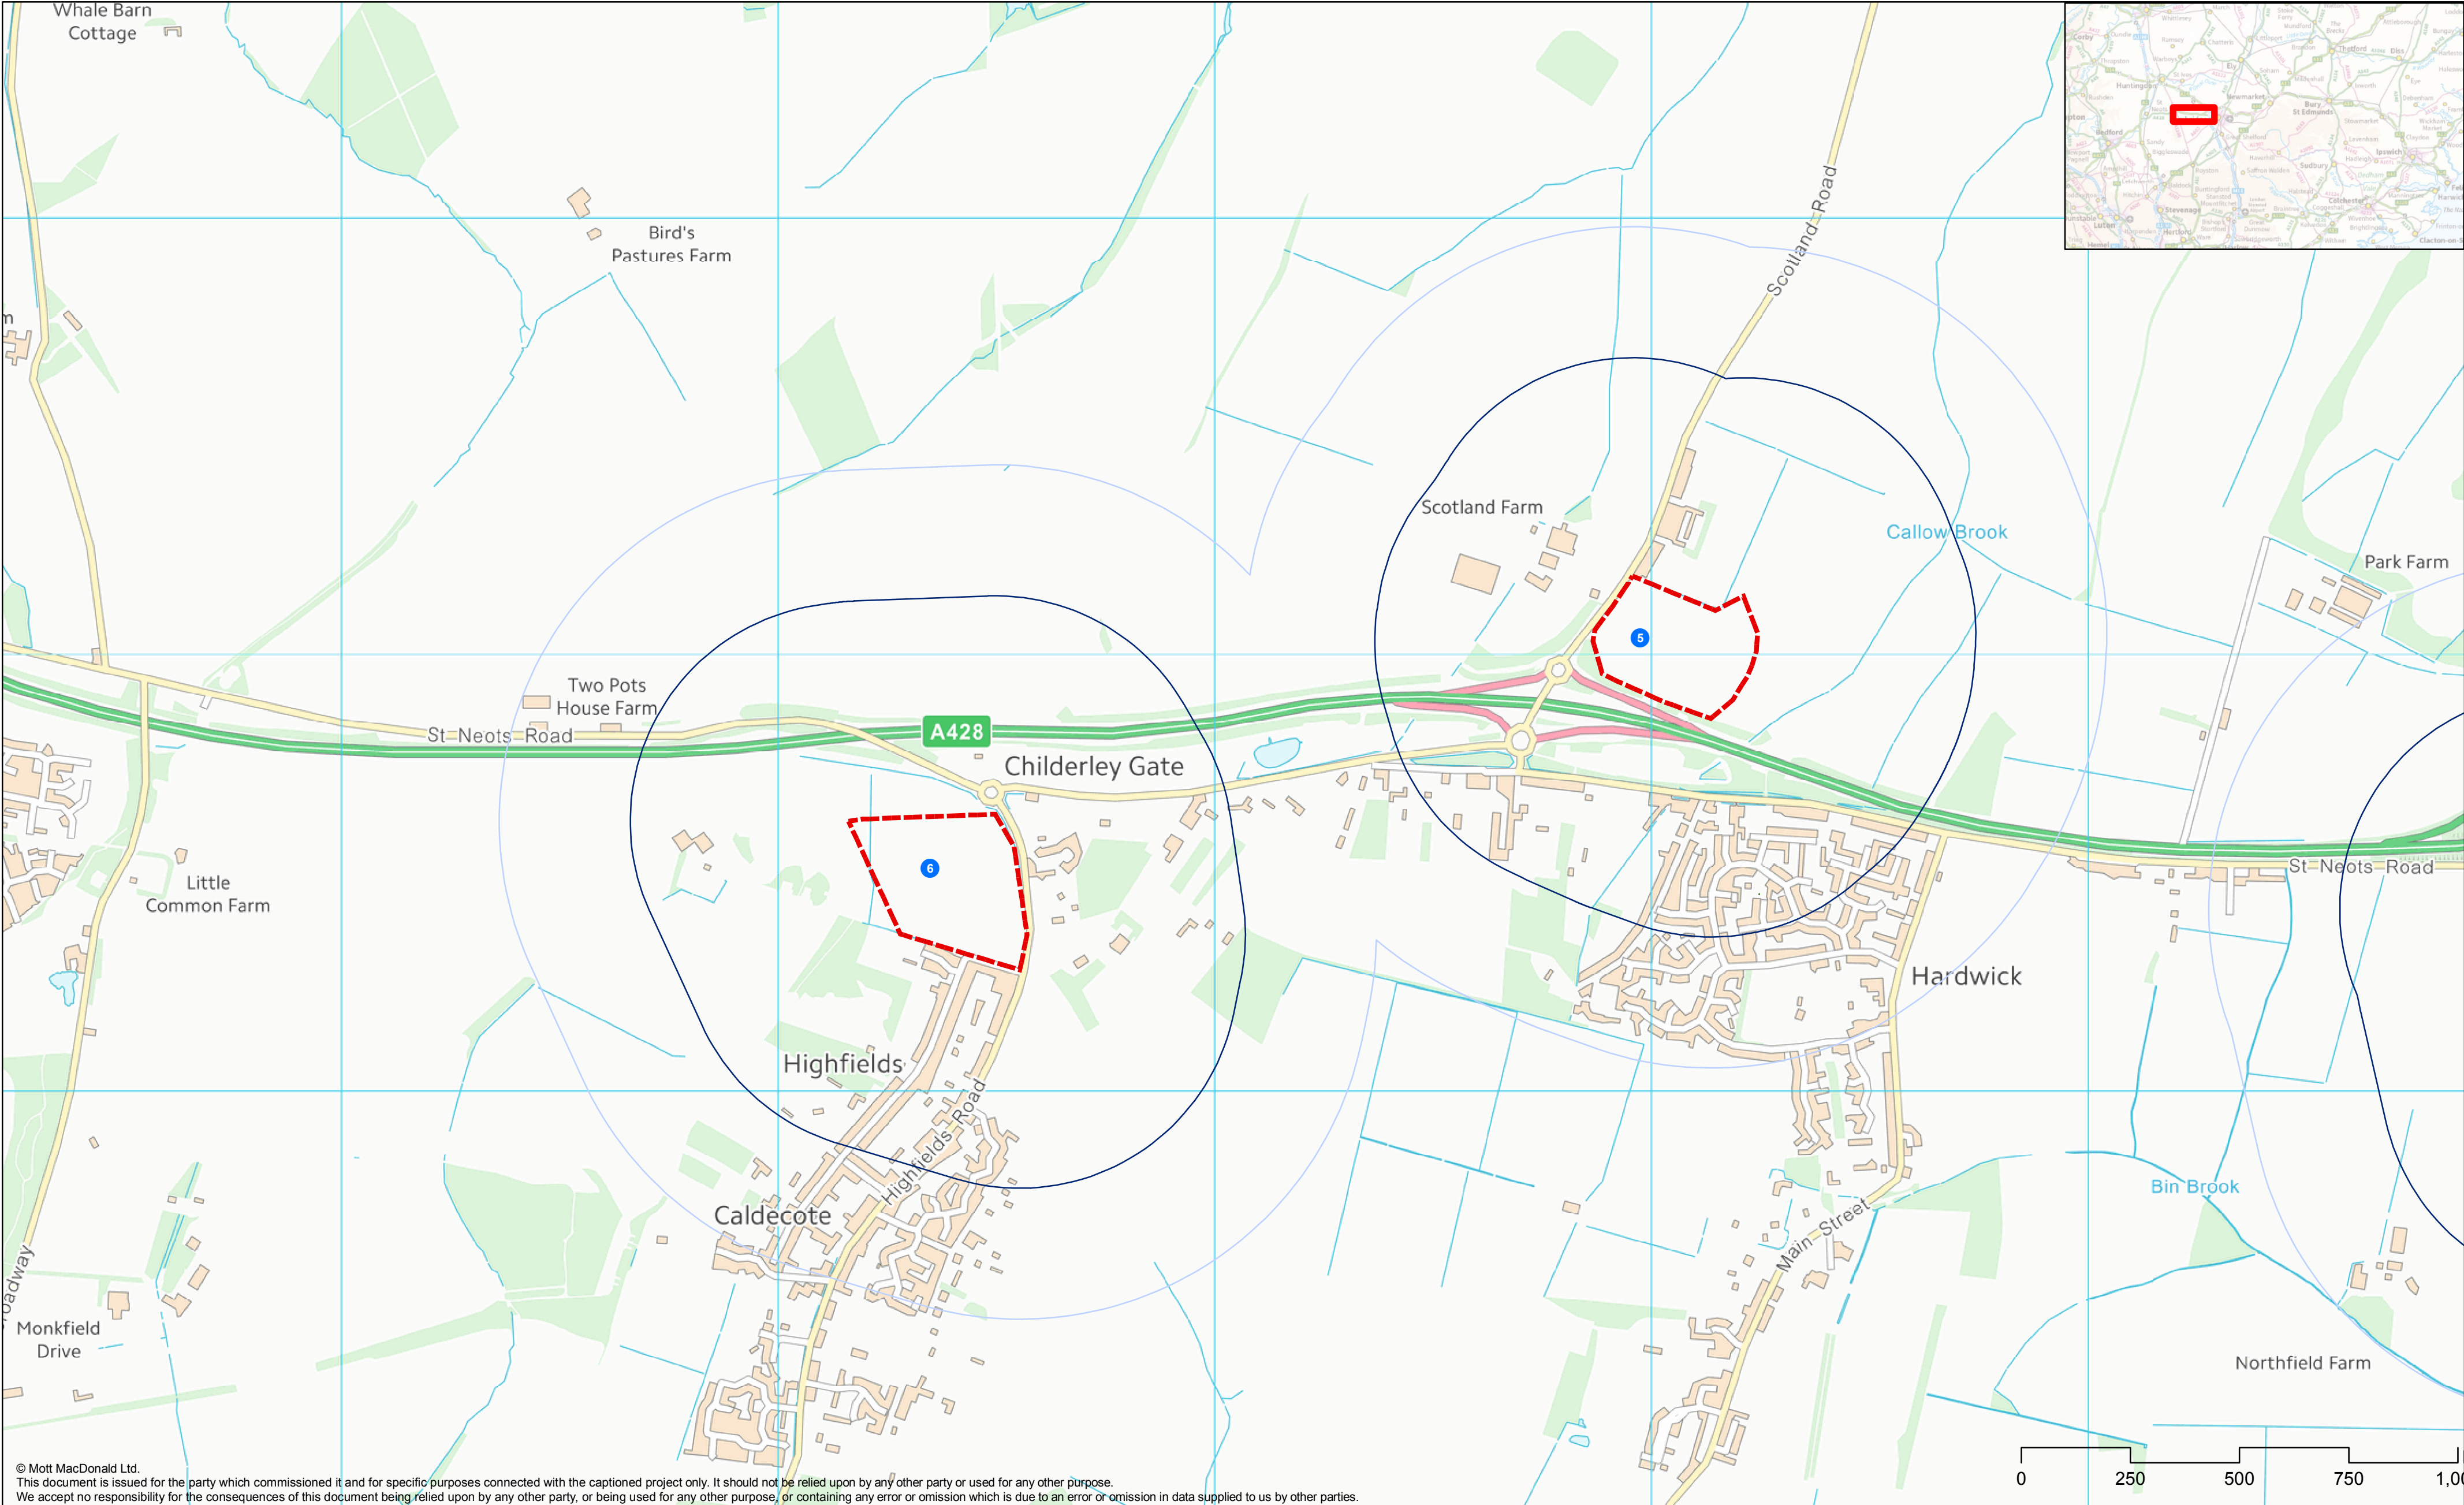 Whale Barn
Cottage
Bird's
Pastures Farm
Scotland Road
Scotland Farm
Callow Brook
Park Farm
5
Two Pots
House Farm
St Neots Road
A428
Childerley Gate
6
Little
Common Farm
St Neots Road
Hardwick
Highfields
Highfields Road
Caldecote
Bin Brook
Main Street
Monkfield
Drive
Northfield Farm
0 250 500 750
© Mott MacDonald Ltd.
This document is issued for the party which commissioned it and for specific purposes connected with the captioned project only. It should not be relied upon by any other party or used for any other purpose.
We accept no responsibility for the consequences of this document being relied upon by any other party, or being used for any other purpose, or containing any error or omission which is due to an error or omission in data supplied to us by other parties.